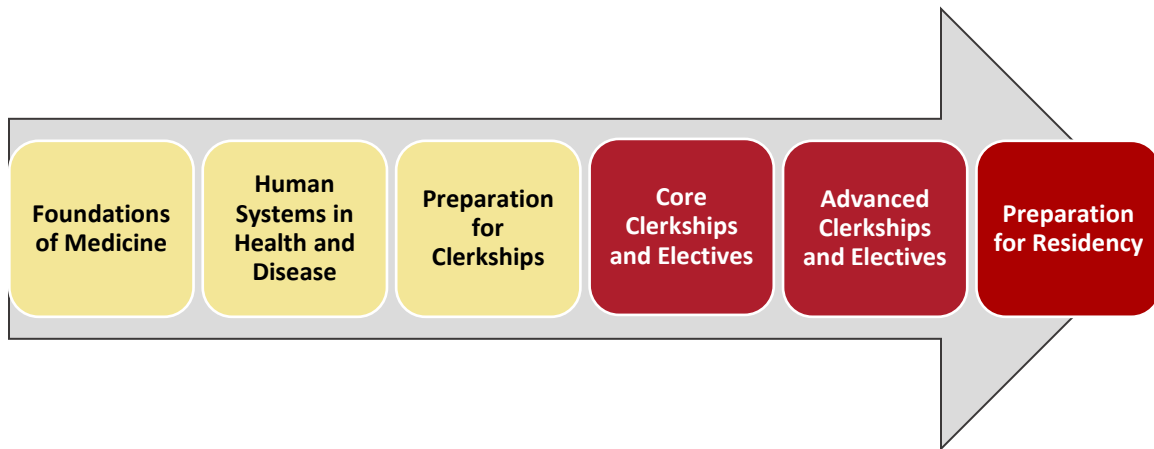 Foundations
of Medicine
Human
Systems in
Health and
Disease
Preparation
for
Clerkships
Core
Clerkships
and Electives
Advanced
Clerkships
and Electives
Preparation
for Residency